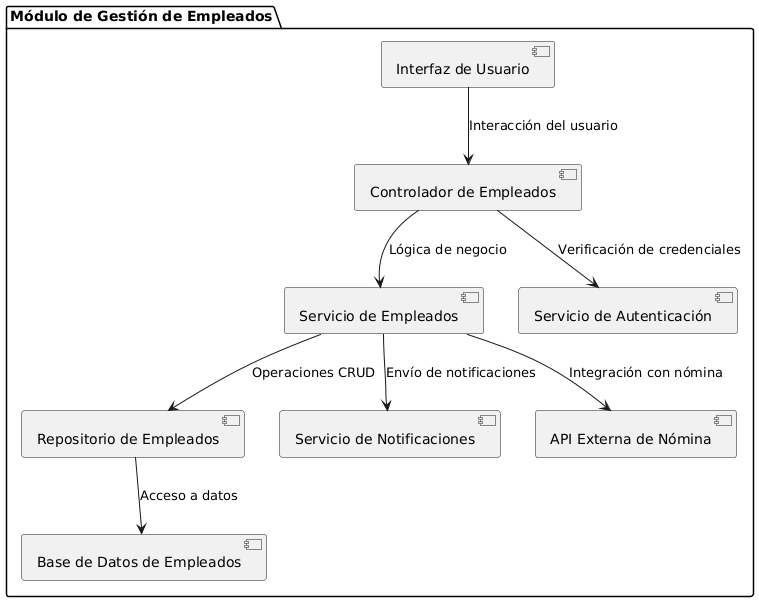 Módulo de Gestión de Empleados
Interfaz de Usuario
Interacción del usuario
Controlador de Empleados
Lógica de negocio
Verificación de credenciales
Servicio de Empleados
Servicio de Autenticación
Operaciones CRUD
Envío de notificaciones
Integración con nómina
Repositorio de Empleados
Servicio de Notificaciones
API Externa de Nómina
Acceso a datos
Base de Datos de Empleados